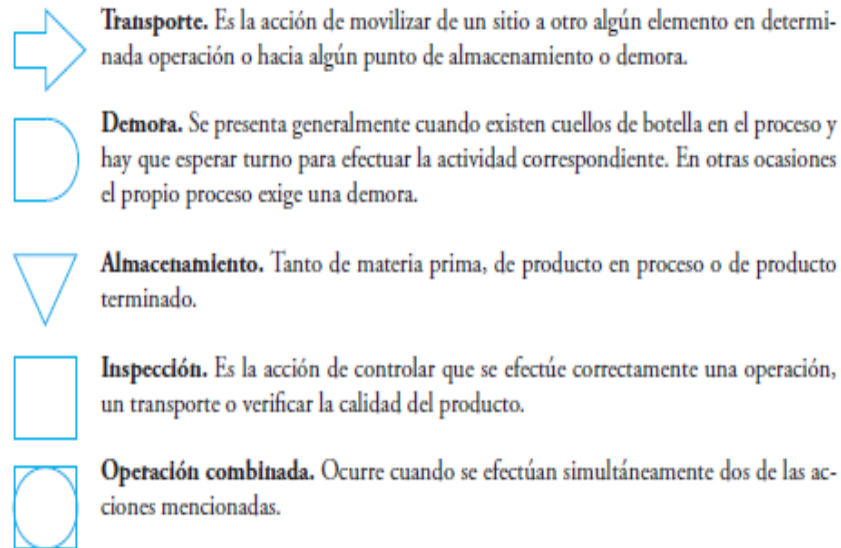 Transporte. Es la acción de movilizar de un sitio a otro algún elemento en determi-
nada operación o hacia algún punto de almacenamiento o demora.
Demora. Se presenta generalmente cuando existen cuellos de botella en el proceso y
hay que esperar turno para efectuar la actividad correspondiente. En otras ocasiones
el propio proceso exige una demora.
Almacenamiento. Tanto de materia prima, de producto en proceso o de producto
terminado.
Inspección. Es la acción de controlar que se efectúe correctamente una operación,
un transporte o verificar la calidad del producto.
Operación combinada. Ocurre cuando se efectúan simultáneamente dos de las ac-
ciones mencionadas.